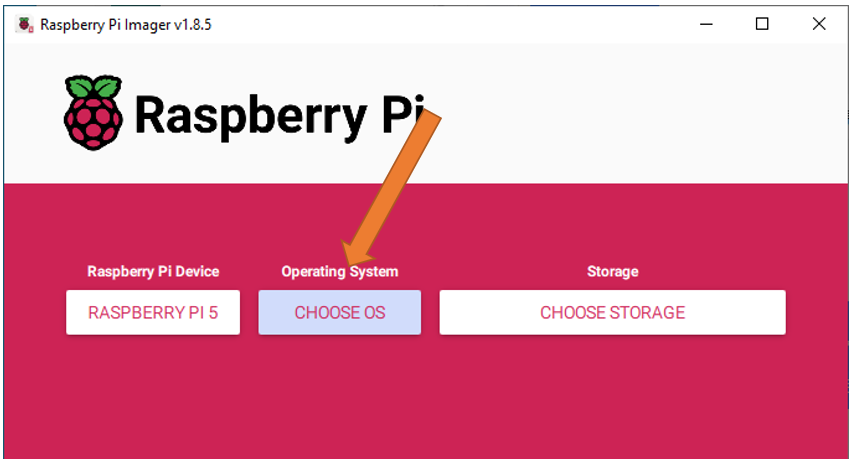 Raspberry Pi Imager v1.8.5
Raspberry Pi
Raspberry Pi Device
Operating System
Storage
RASPBERRY PI 5
CHOOSE OS
CHOOSE STORAGE